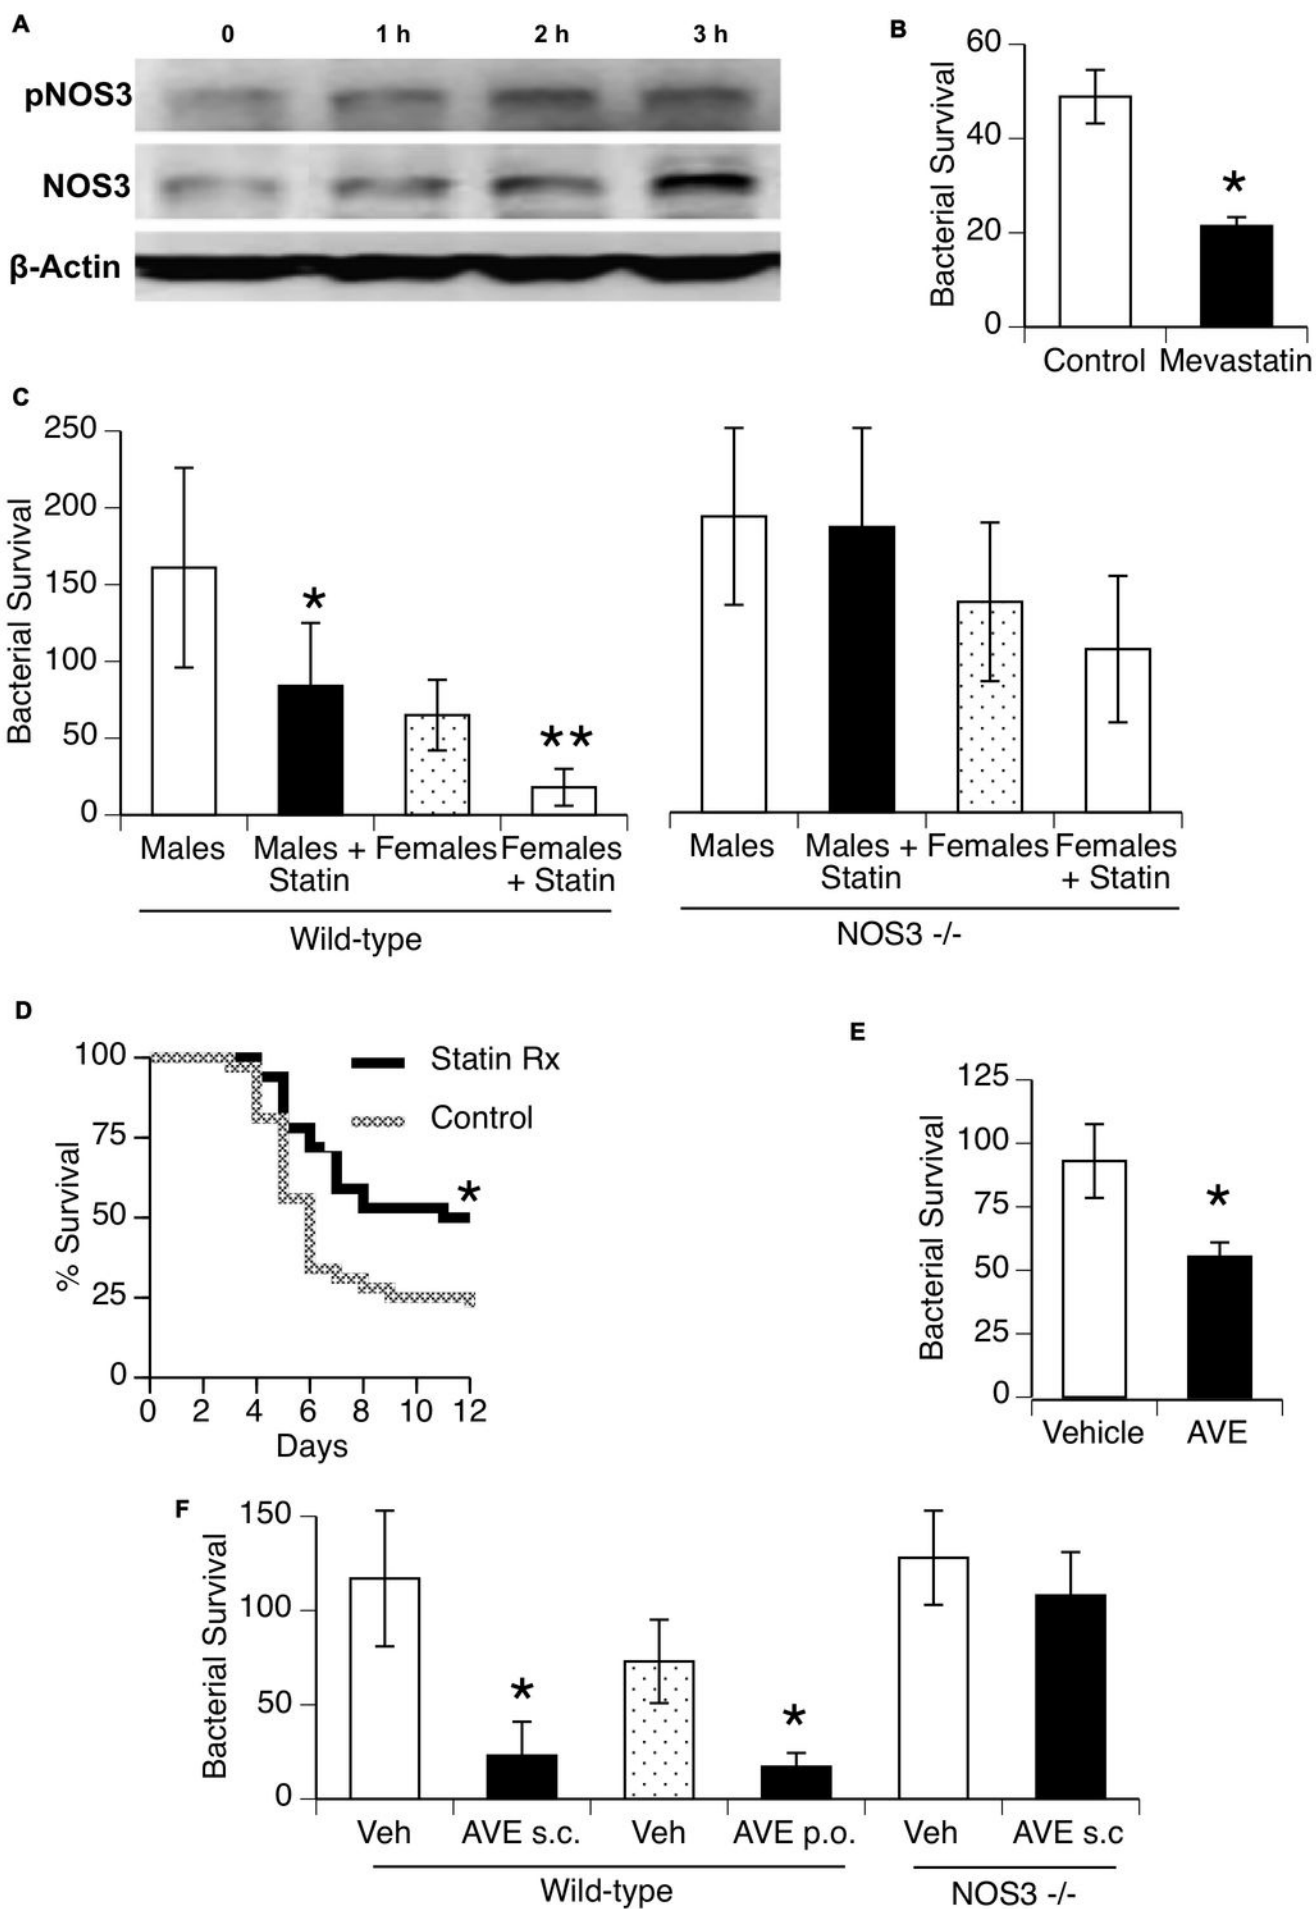 A
0 1 h 2 h 3 h
pNOS3
NOS3
β-Actin
B
60
40
20
0
Bacterial Survival
*
Control Mevastatin
C
250
200
150
100
50
0
Bacterial Survival
*
**
Males Males + Females Females
Statin + Statin
Wild-type
Males Males + Females Females
Statin + Statin
NOS3 -/-
D
100
75
50
25
0
% Survival
Statin Rx
Control
*
0 2 4 6 8 10 12
Days
E
125
100
75
50
25
0
Bacterial Survival
*
Vehicle AVE
F
150
100
50
0
Bacterial Survival
*
*
Veh AVE s.c. Veh AVE p.o. Veh AVE s.c
Wild-type NOS3 -/-